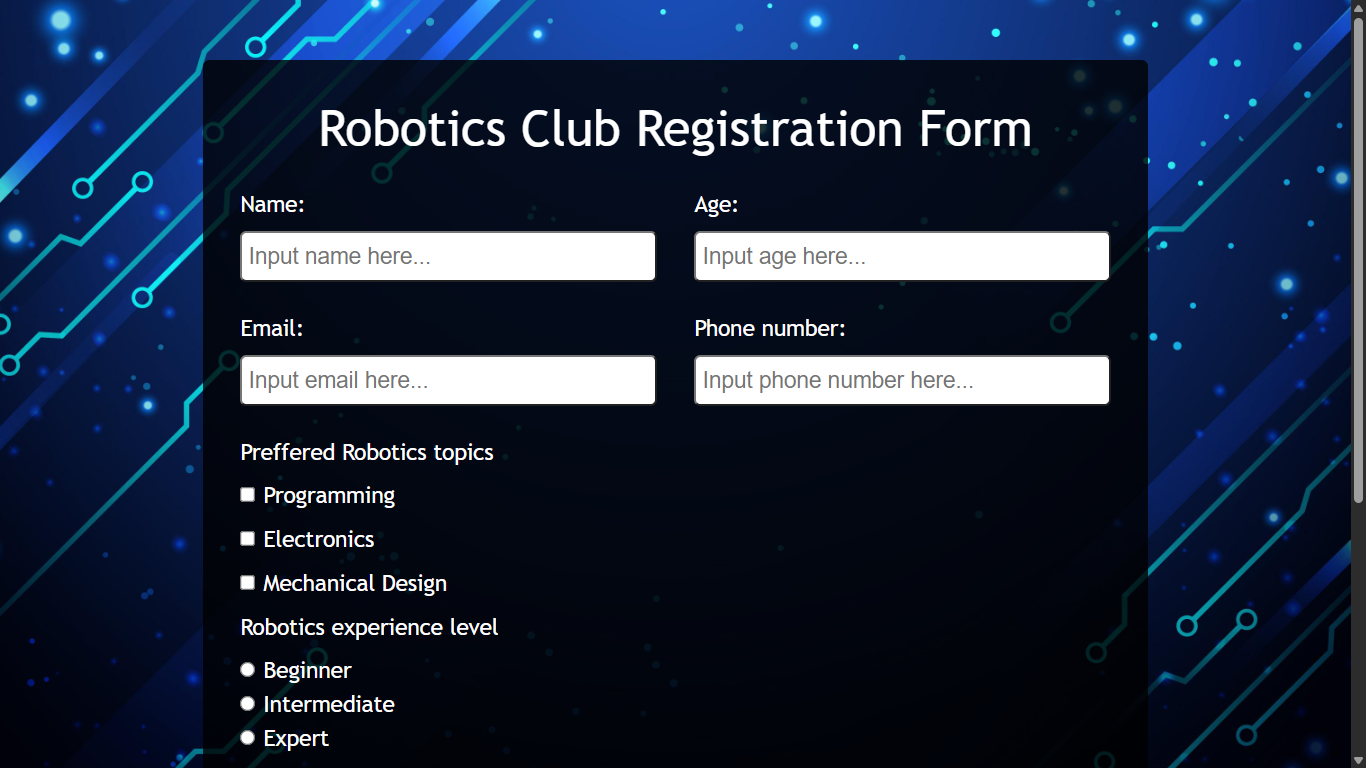 Robotics Club Registration Form
Name:
Age:
Input name here...
Input age here...
Email:
Phone number:
Input email here...
Input phone number here...
Preffered Robotics topics
Programming
Electronics
Mechanical Design
Robotics experience level
Beginner
Intermediate
Expert